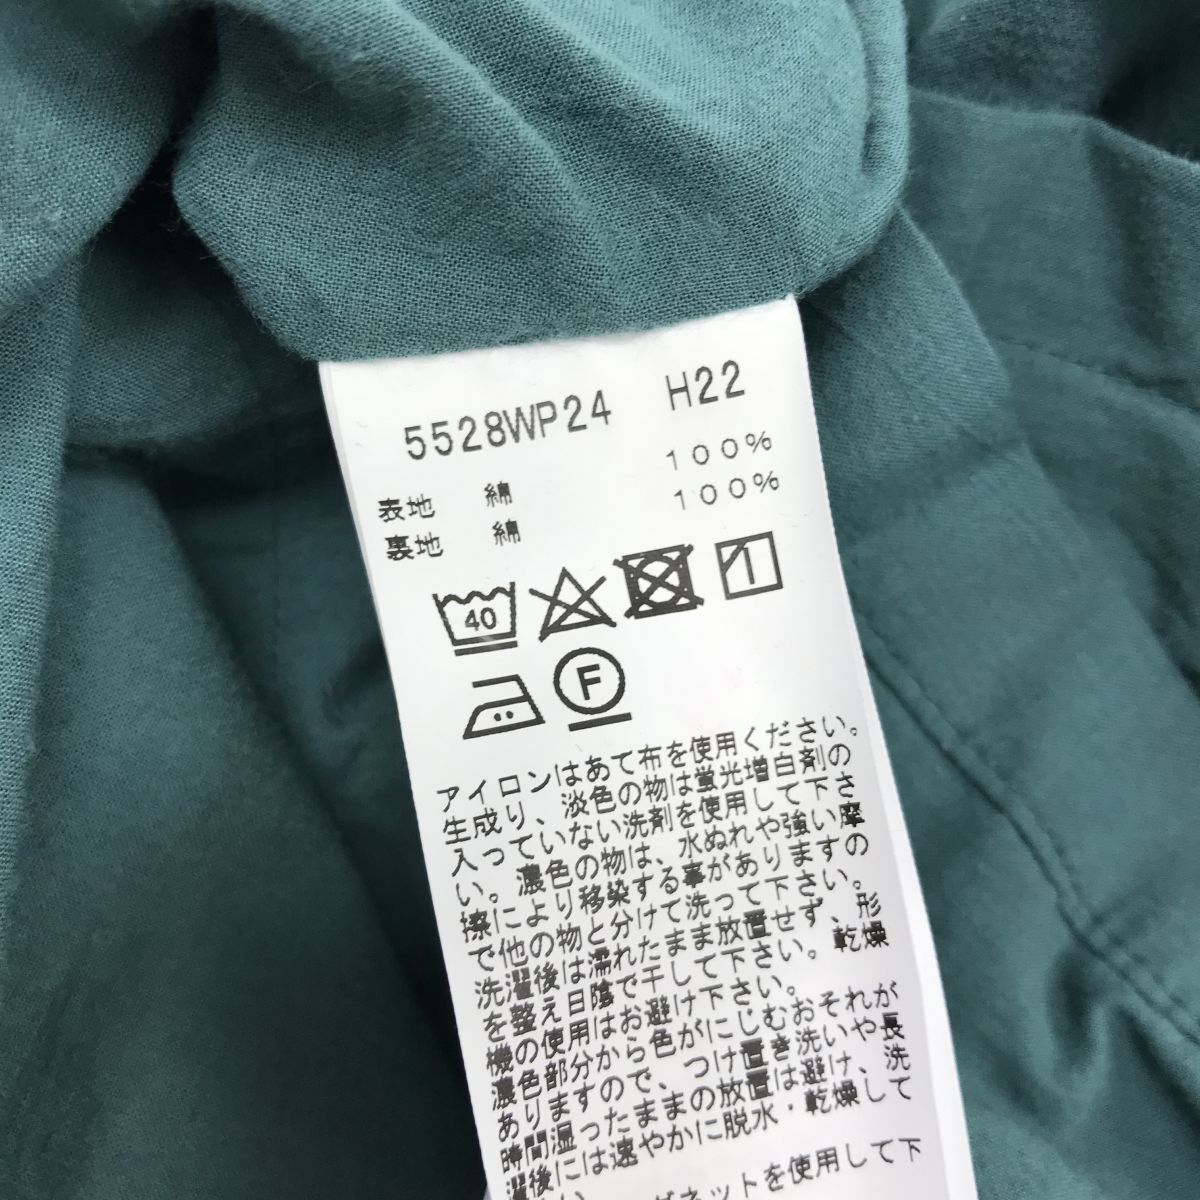 5528WP24 H22
表地 綿 100%
裏地 綿 100%
40
F
アイロンはあて布を使用ください。
生成り、淡色の物は蛍光増白剤の
入っていない洗剤を使用して下さ
い。濃色の物は、水ぬれや強い摩
擦により移染する事がありますの
で他の物と分けて洗って下さい。
洗濯後は濡れたまま放置せず、形
を整え日陰で干して下さい。乾燥
機の使用はお避け下さい。
濃色部分から色がにじむおそれが
ありますので、つけ置き洗いや長
時間湿ったままの放置は避け、洗
濯後には速やかに脱水・乾燥して
ネットを使用して下